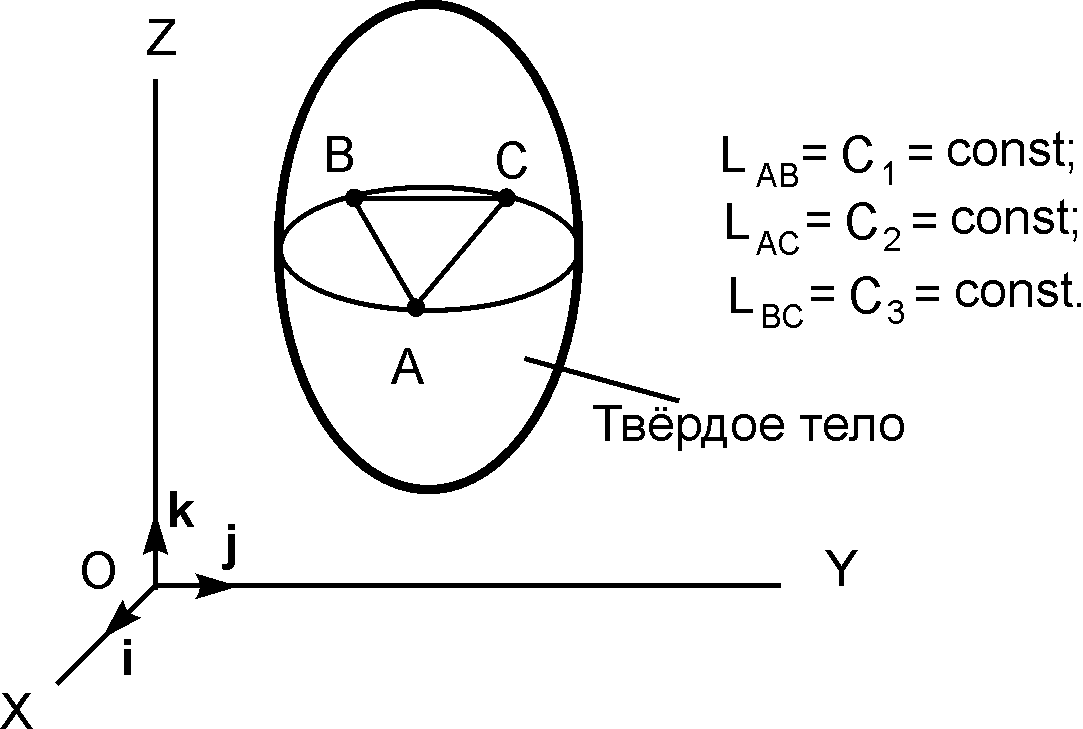 Z
B
C
L AB = C 1 = const;
L AC = C 2 = const;
L BC = C 3 = const.
A
Твёрдое тело
k
j
O
Y
i
X